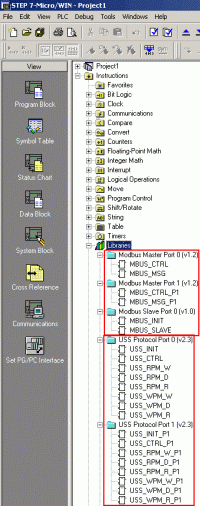 STEP 7-Micro/WIN - Project1
File Edit View PLC Debug Tools Windows Help
View
Program Block
Symbol Table
Status Chart
Data Block
System Block
Cross Reference
Communications
Set PG/PC Interface
Project1
Instructions
Favorites
Bit Logic
Clock
Communications
Compare
Convert
Counters
Floating-Point Math
Integer Math
Interrupt
Logical Operations
Move
Program Control
Shift/Rotate
String
Table
Timers
Libraries
Modbus Master Port 0 (v1.2)
MBUS_CTRL
MBUS_MSG
Modbus Master Port 1 (v1.2)
MBUS_CTRL_P1
MBUS_MSG_P1
Modbus Slave Port 0 (v1.0)
MBUS_INIT
MBUS_SLAVE
USS Protocol Port 0 (v2.3)
USS_INIT
USS_CTRL
USS_RPM_W
USS_RPM_D
USS_RPM_R
USS_WPM_W
USS_WPM_D
USS_WPM_R
USS Protocol Port 1 (v2.3)
USS_INIT_P1
USS_CTRL_P1
USS_RPM_W_P1
USS_RPM_D_P1
USS_RPM_R_P1
USS_WPM_W_P1
USS_WPM_D_P1
USS_WPM_R_P1